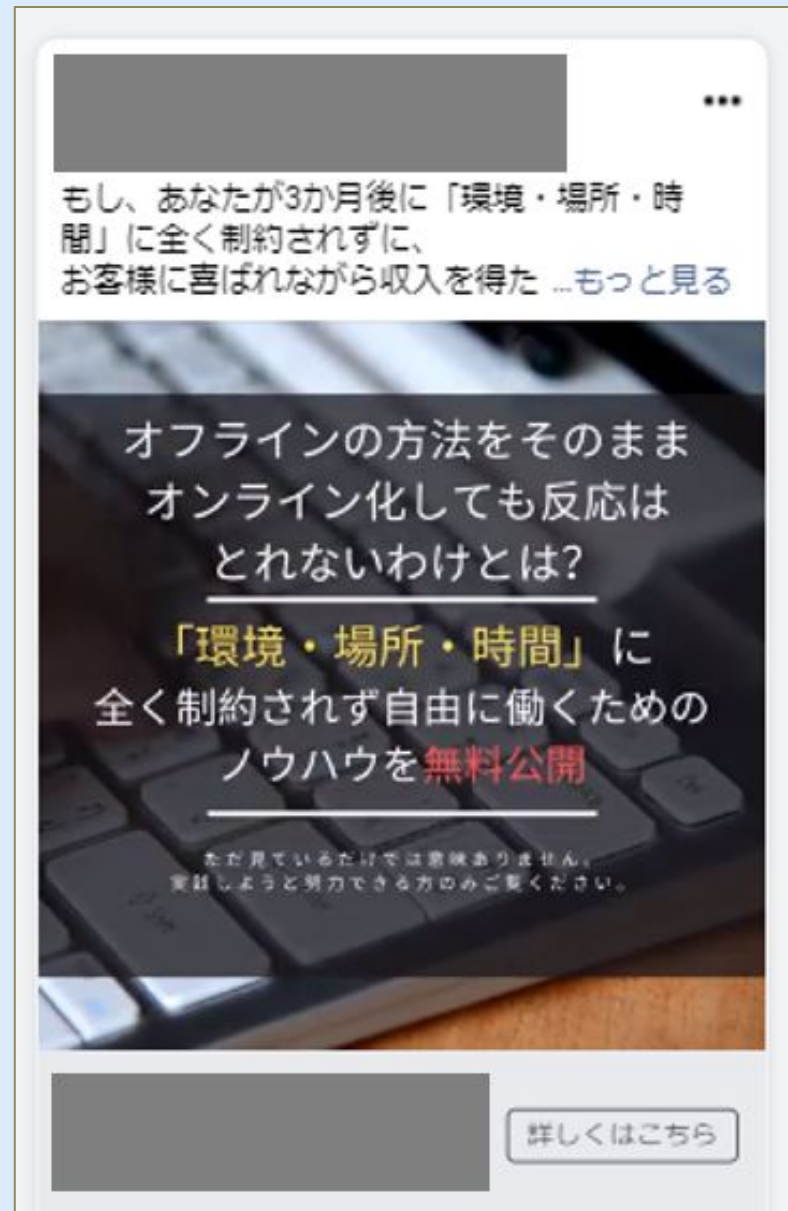 もし、あなたが3か月後に「環境・場所・時
間」に全く制約されずに、
お客様に喜ばれながら収入を得た ...もっと見る
オフラインの方法をそのまま
オンライン化しても反応は
とれないわけとは？
「環境・場所・時間」に
全く制約されず自由に働くための
ノウハウを無料公開
ただ見ているだけでは意味ありません。
実践しようと努力できる方のみご覧ください。
詳しくはこちら